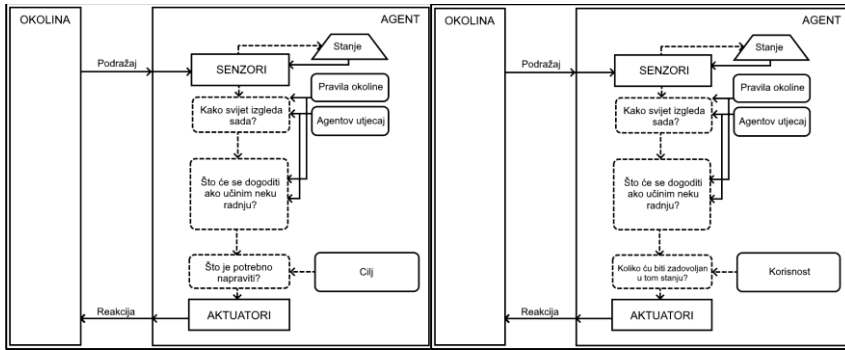 OKOLINA
AGENT
Stanje
Podražaj
SENZORI
Pravila okoline
Kako svijet izgleda
sada?
Agentov utjecaj
Što će se dogoditi
ako učinim neku
radnju?
Što je potrebno
napraviti?
Cilj
Reakcija
AKTUATORI
OKOLINA
AGENT
Stanje
Podražaj
SENZORI
Pravila okoline
Kako svijet izgleda
sada?
Agentov utjecaj
Što će se dogoditi
ako učinim neku
radnju?
Koliko ću biti zadovoljan
u tom stanju?
Korisnost
Reakcija
AKTUATORI